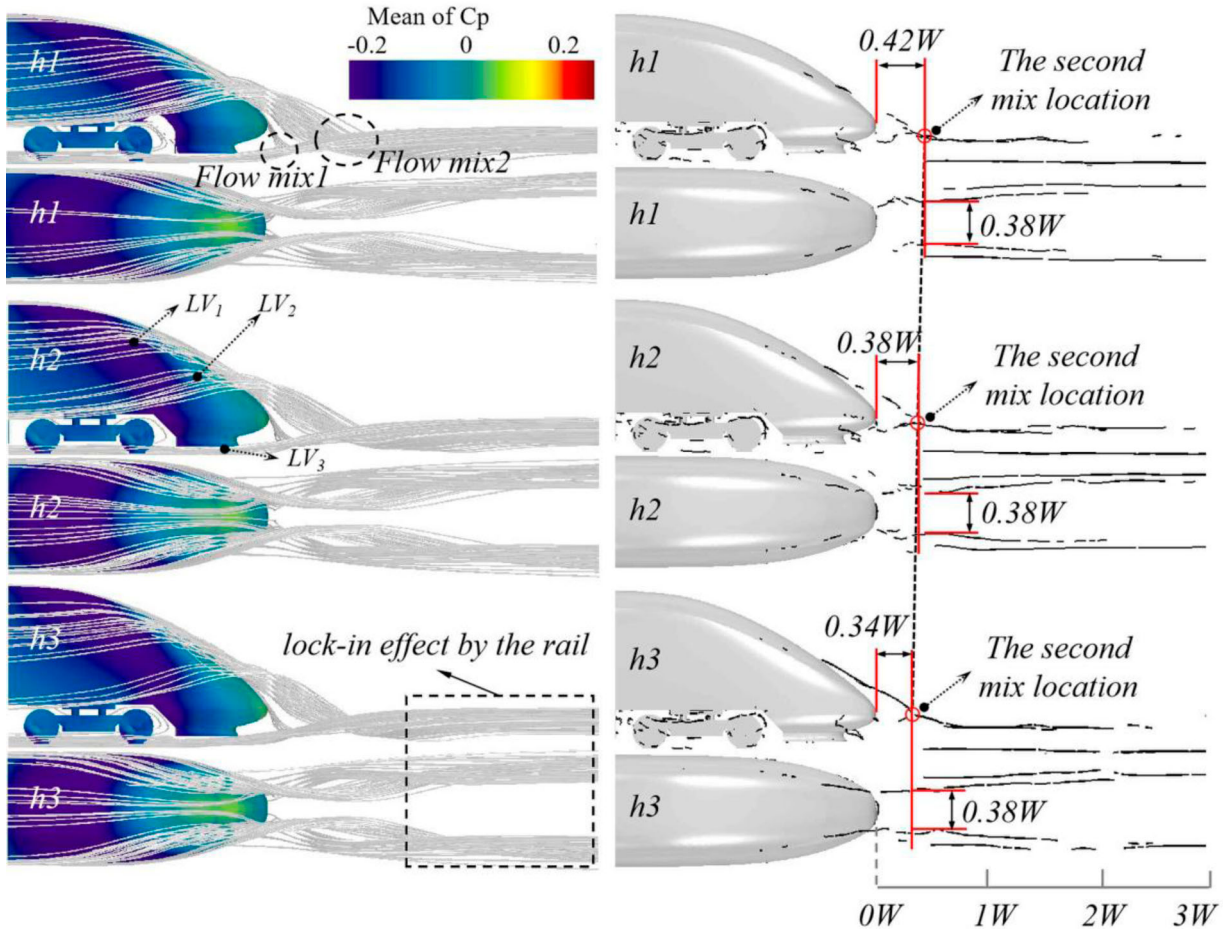 Mean of Cp
-0.2 0 0.2
h1
Flow mix1
Flow mix2
h1
LV1
LV2
h2
LV3
h2
h3
lock-in effect by the rail
h3
h1
0.42W
The second
mix location
h1
0.38W
h2
0.38W
The second
mix location
h2
0.38W
h3
0.34W
The second
mix location
h3
0.38W
0W 1W 2W 3W